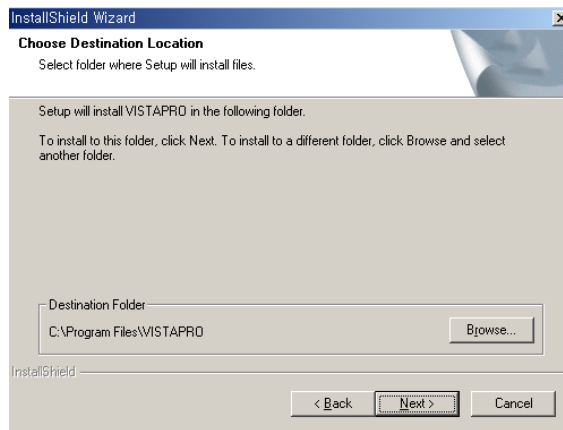 InstallShield Wizard
Choose Destination Location
Select folder where Setup will install files.
Setup will install VISTAPRO in the following folder.
To install to this folder, click Next. To install to a different folder, click Browse and select
another folder.
Destination Folder
C:\Program Files\VISTAPRO
Browse...
InstallShield
< Back
Next >
Cancel